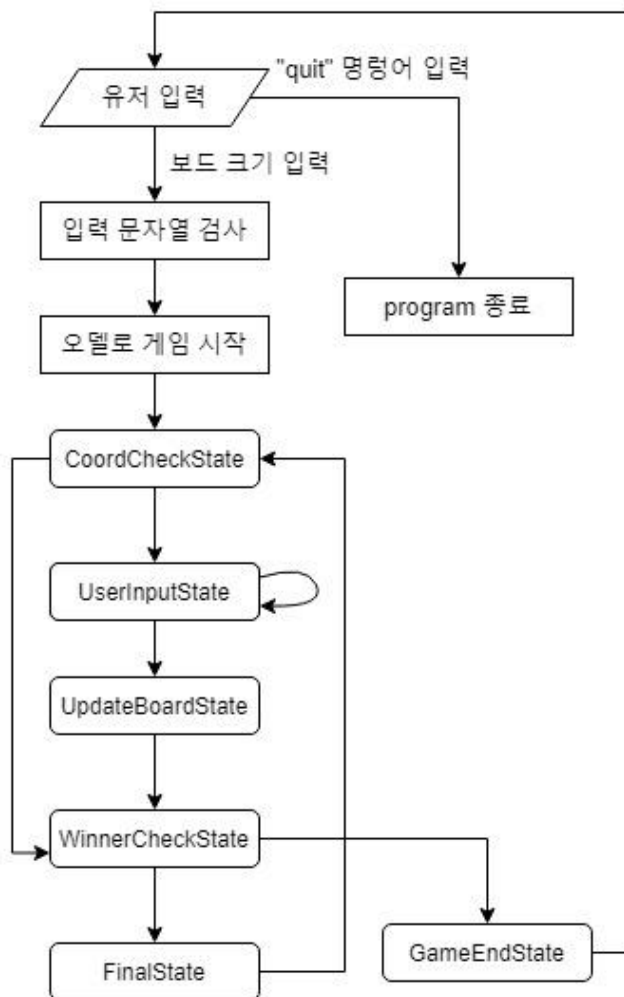 "quit" 명렁어 입력
유저 입력
보드 크기 입력
입력 문자열 검사
program 종료
오델로 게임 시작
CoordCheckState
UserInputState
UpdateBoardState
WinnerCheckState
GameEndState
FinalState